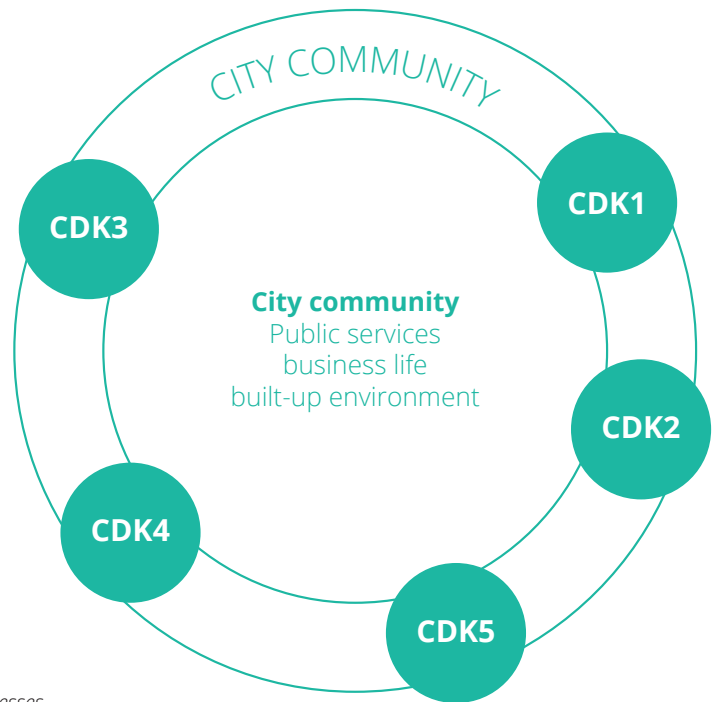 CITY COMMUNITY
CDK1
CDK3
City community
Public services
business life
built-up environment
CDK2
CDK4
CDK5